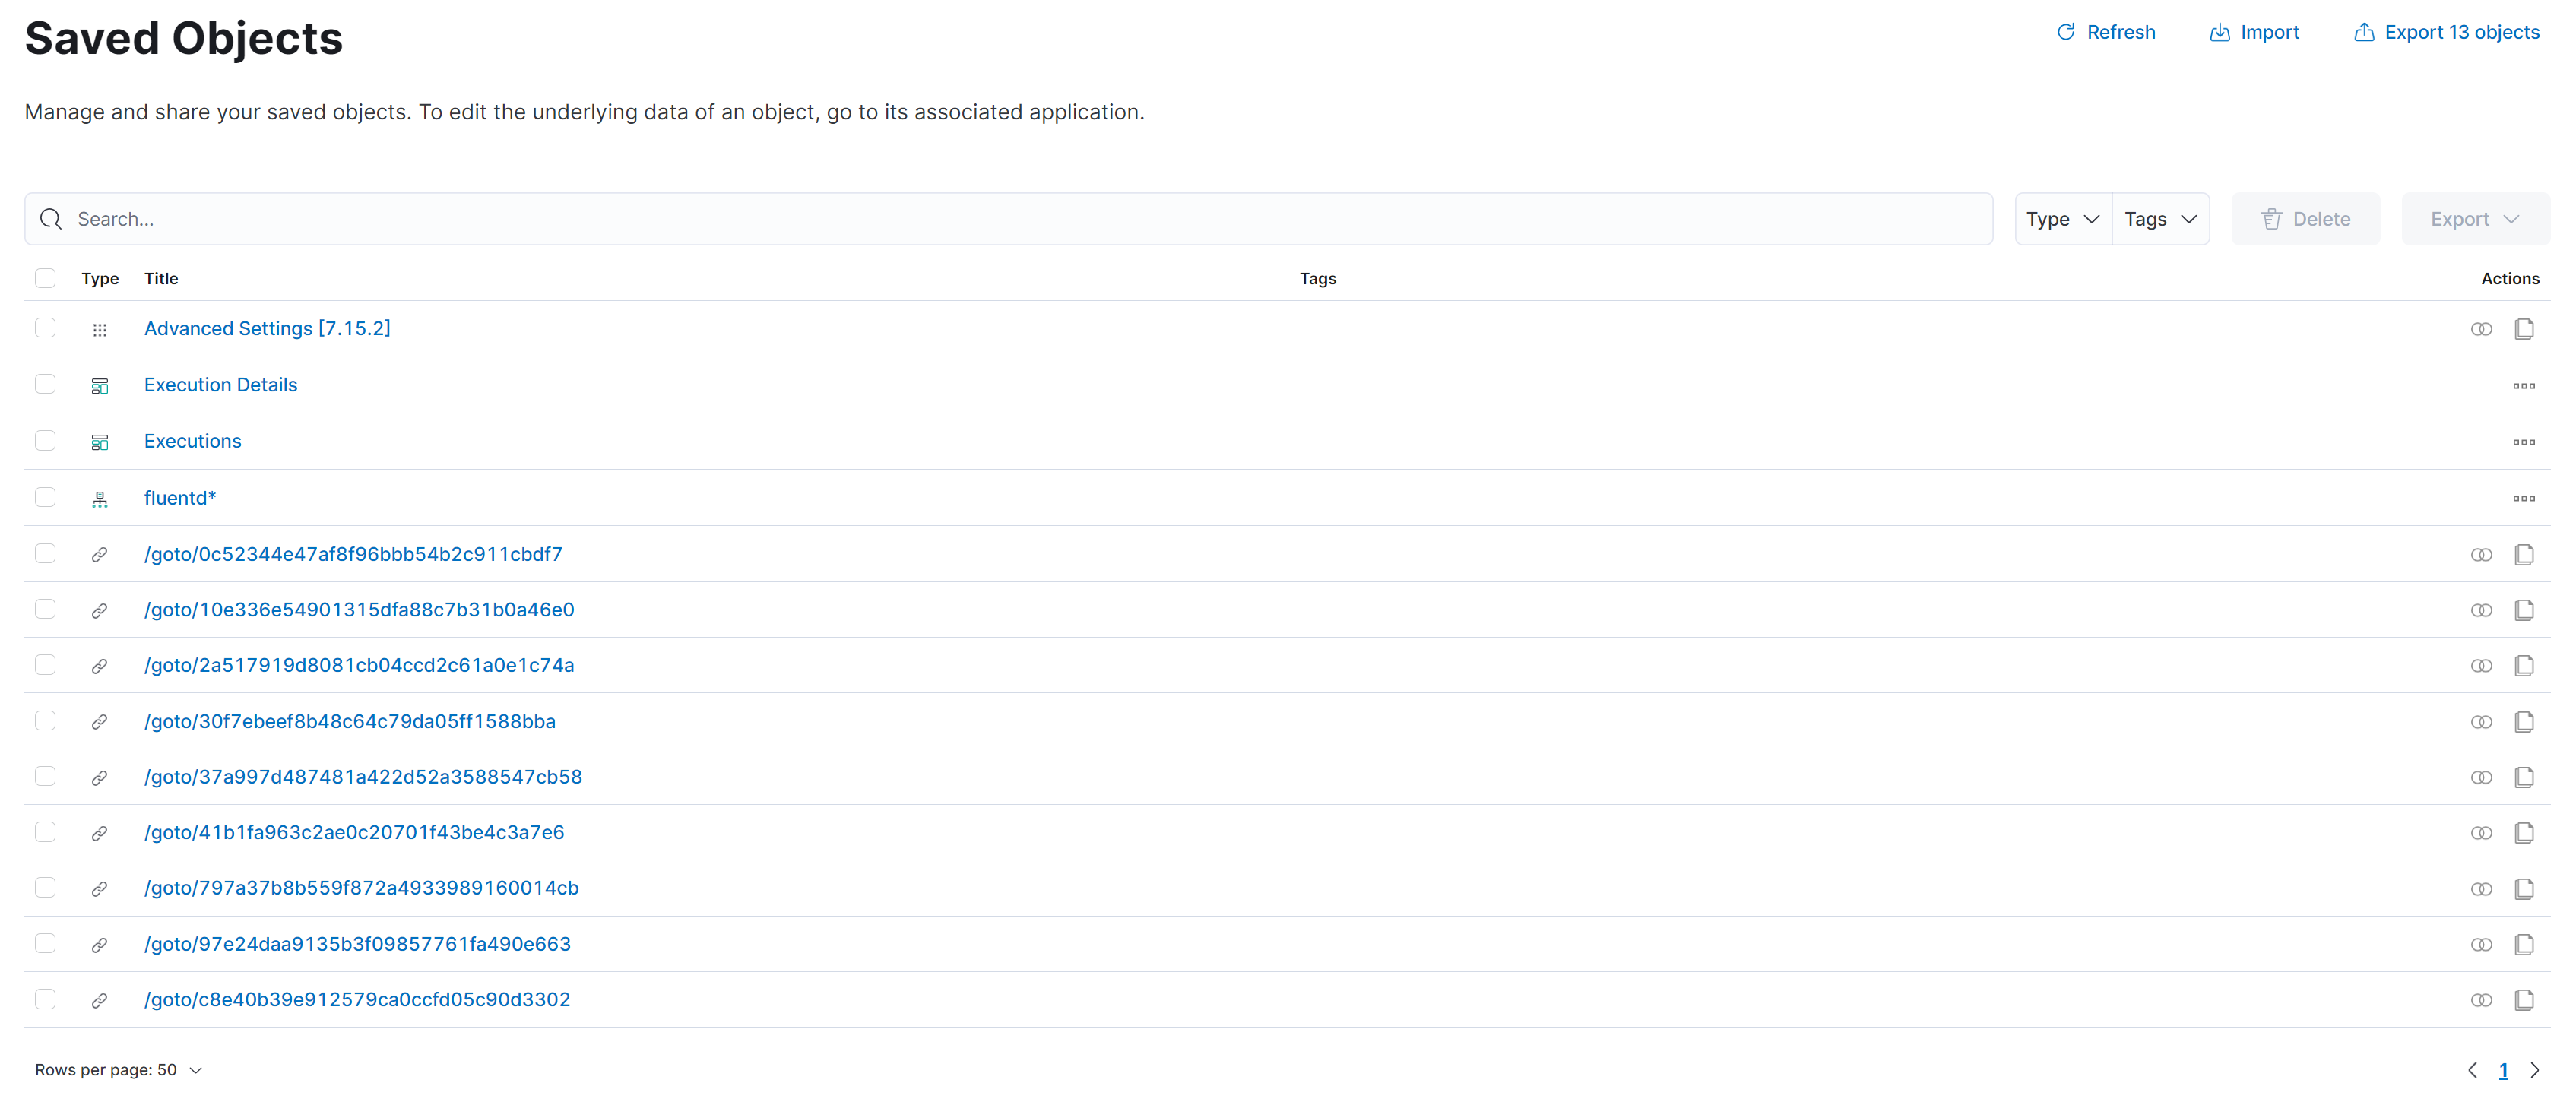 Saved Objects
Refresh Import Export 13 objects
Manage and share your saved objects. To edit the underlying data of an object, go to its associated application.
Search... Type Tags Delete Export
Type Title Tags Actions
Advanced Settings [7.15.2]
Execution Details
Executions
fluentd*
/goto/0c52344e47af8f96bbb54b2c911cbdf7
/goto/10e336e54901315dfa88c7b31b0a46e0
/goto/2a517919d8081cb04ccd2c61a0e1c74a
/goto/30f7ebeef8b48c64c79da05ff1588bba
/goto/37a997d487481a422d52a3588547cb58
/goto/41b1fa963c2ae0c20701f43be4c3a7e6
/goto/797a37b8b559f872a4933989160014cb
/goto/97e24daa9135b3f09857761fa490e663
/goto/c8e40b39e912579ca0ccfd05c90d3302
Rows per page: 50 1